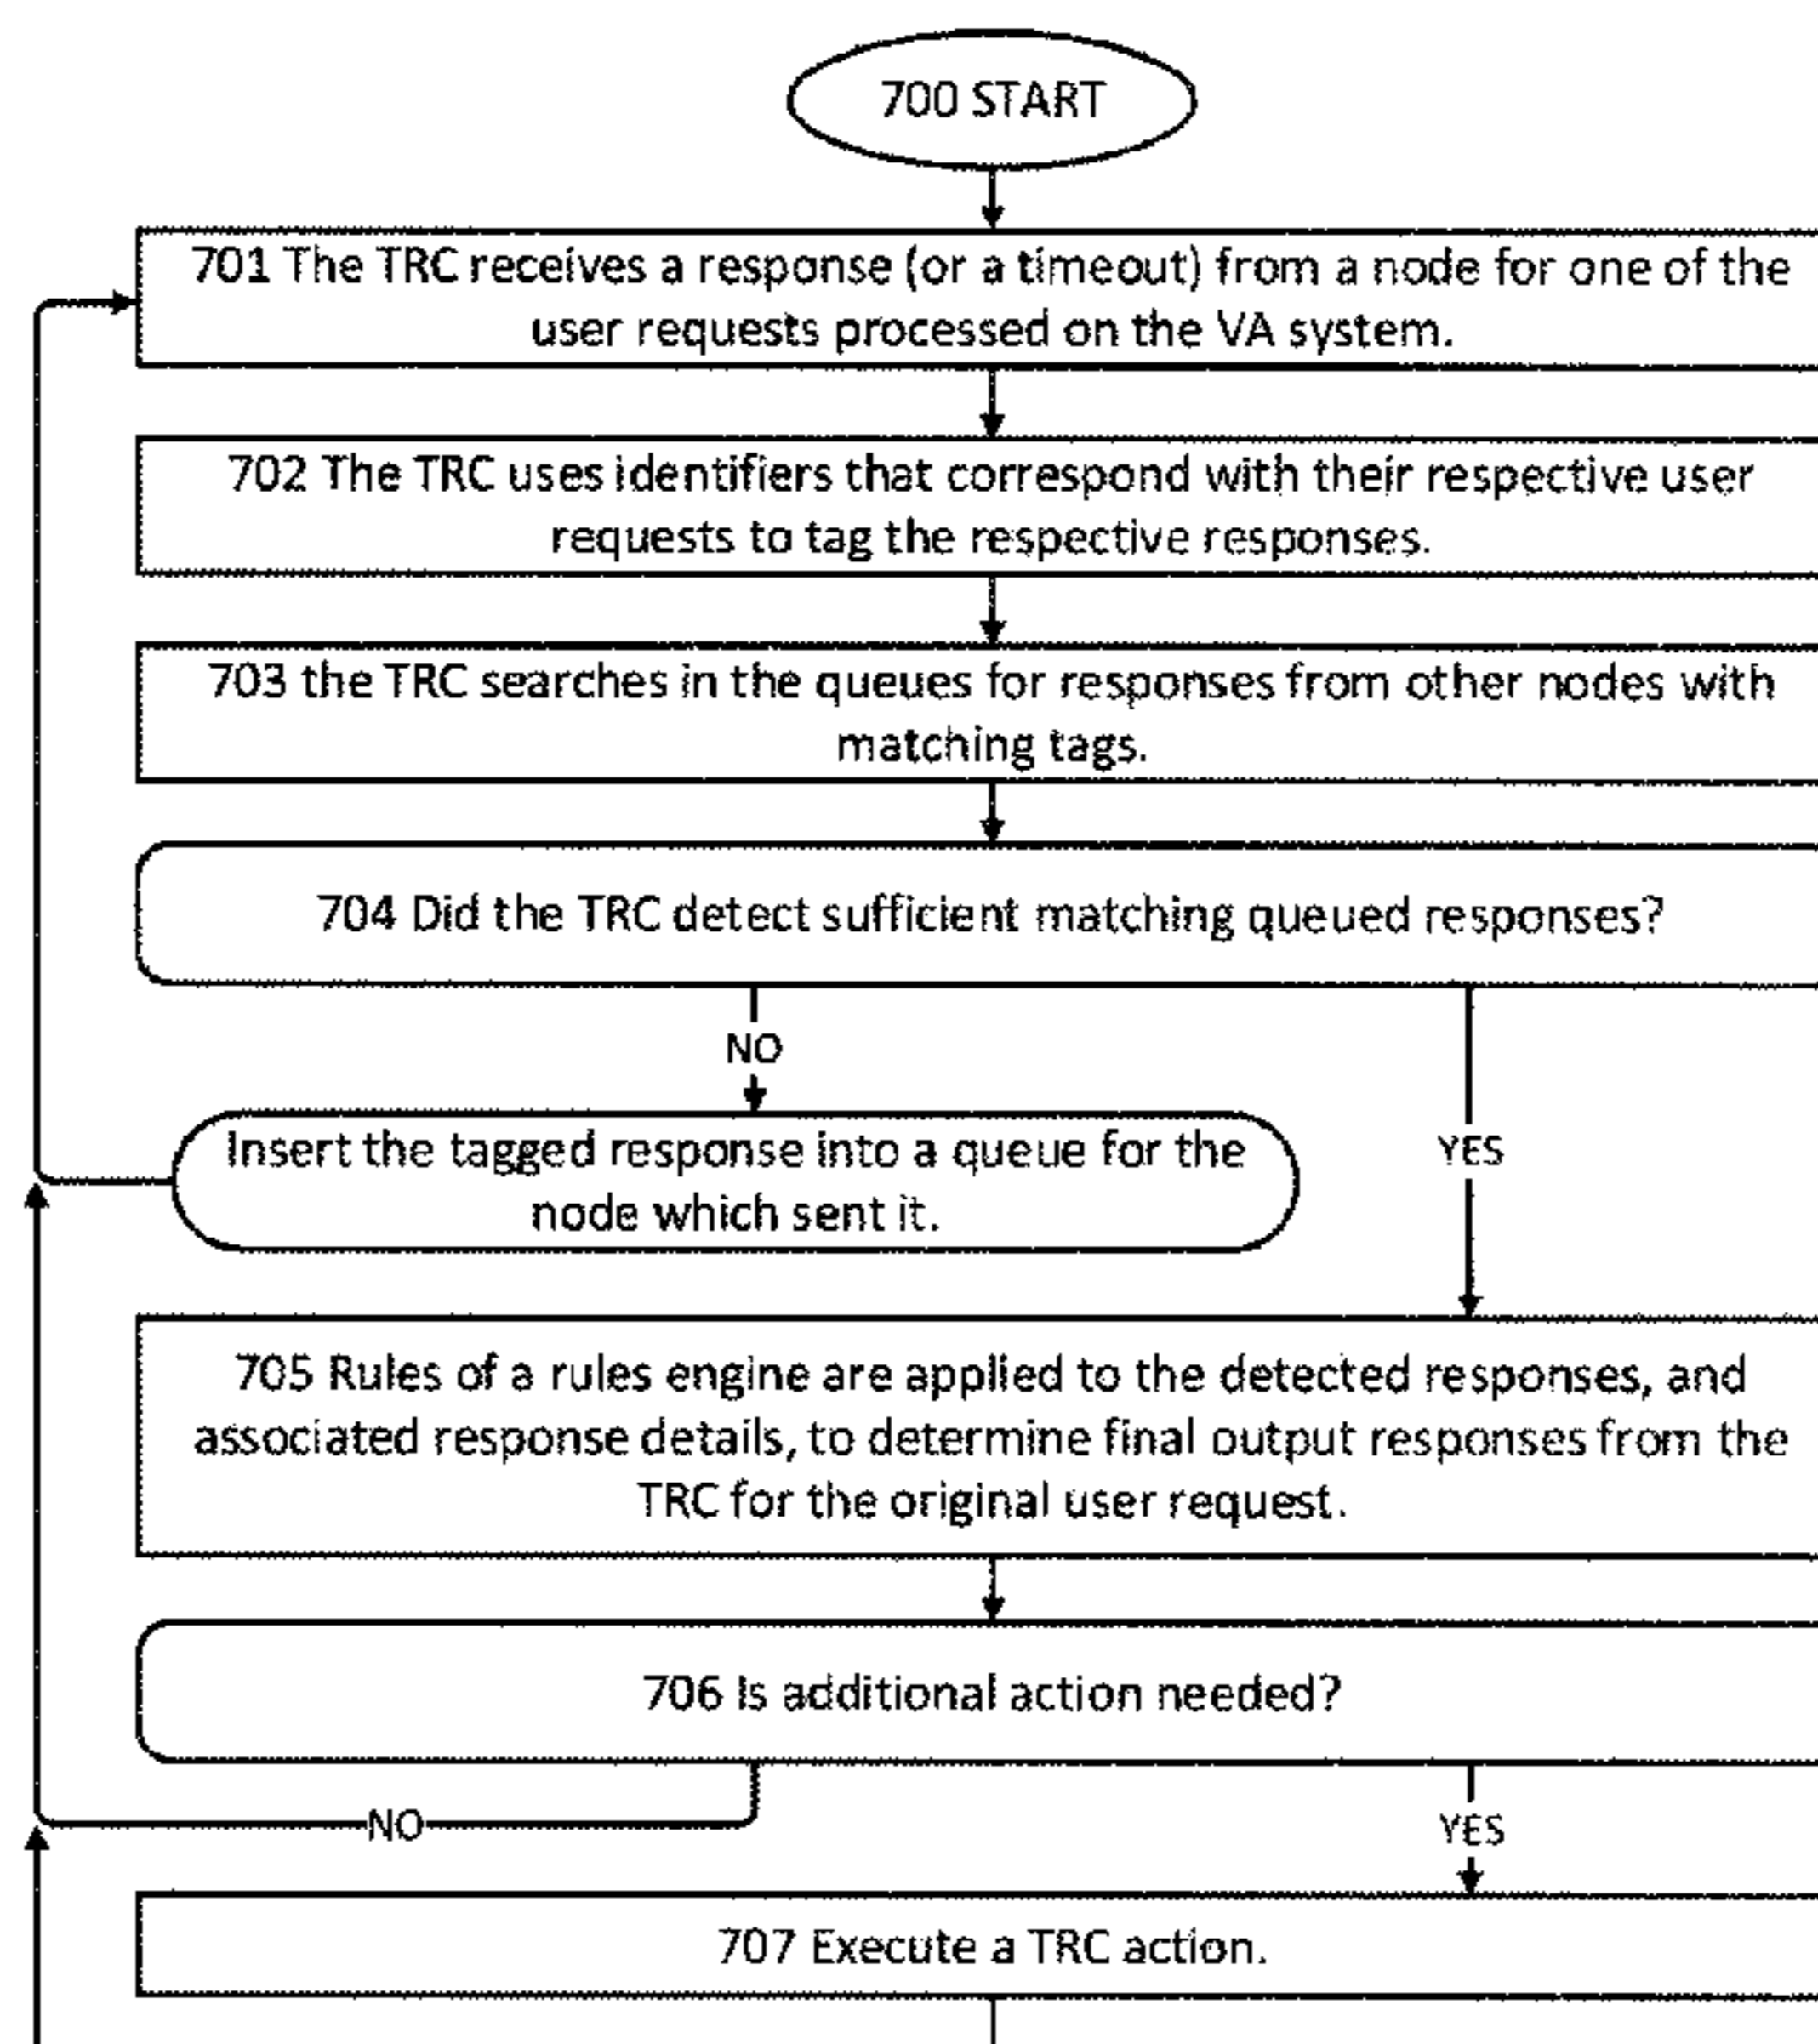 700 START
701 The TRC receives a response (or a timeout) from a node for one of the
user requests processed on the VA system.
702 The TRC uses identifiers that correspond with their respective user
requests to tag the respective responses.
703 the TRC searches in the queues for responses from other nodes with
matching tags.
704 Did the TRC detect sufficient matching queued responses?
NO
YES
Insert the tagged response into a queue for the
node which sent it.
705 Rules of a rules engine are applied to the detected responses, and
associated response details, to determine final output responses from the
TRC for the original user request.
706 Is additional action needed?
NO
YES
707 Execute a TRC action.